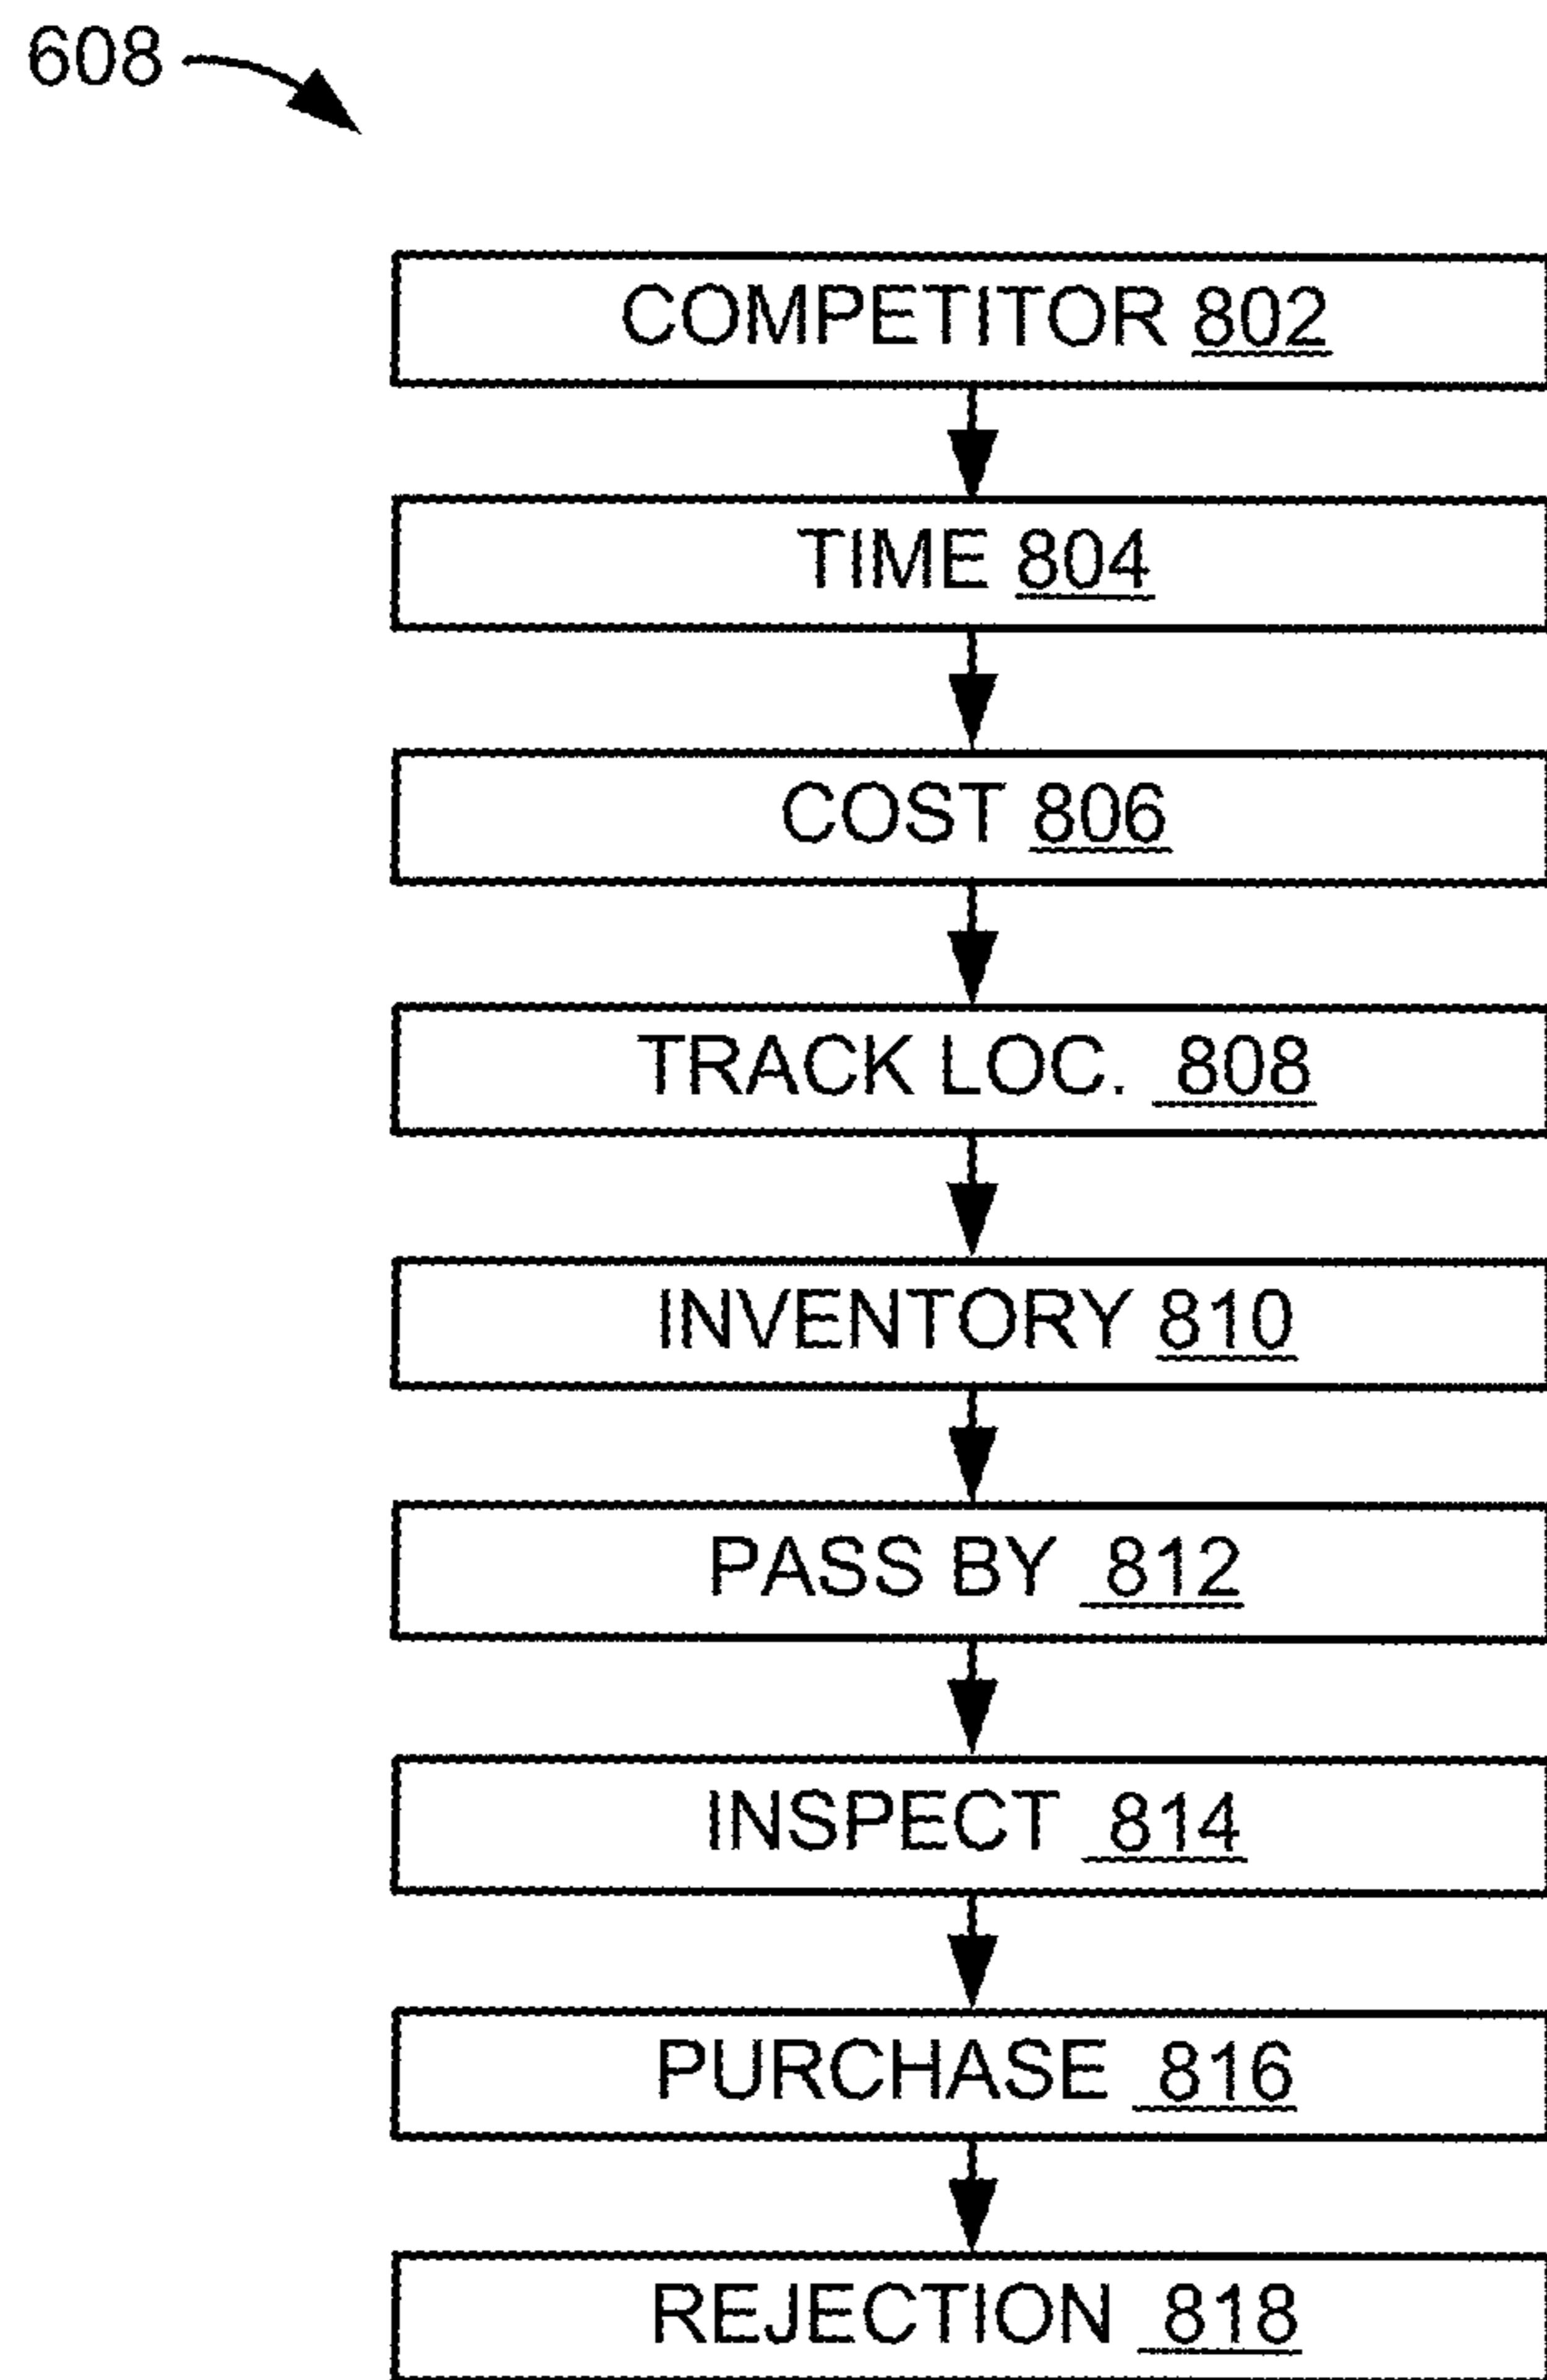 608
COMPETITOR 802
TIME 804
COST 806
TRACK LOC. 808
INVENTORY 810
PASS BY 812
INSPECT 814
PURCHASE 816
REJECTION 818